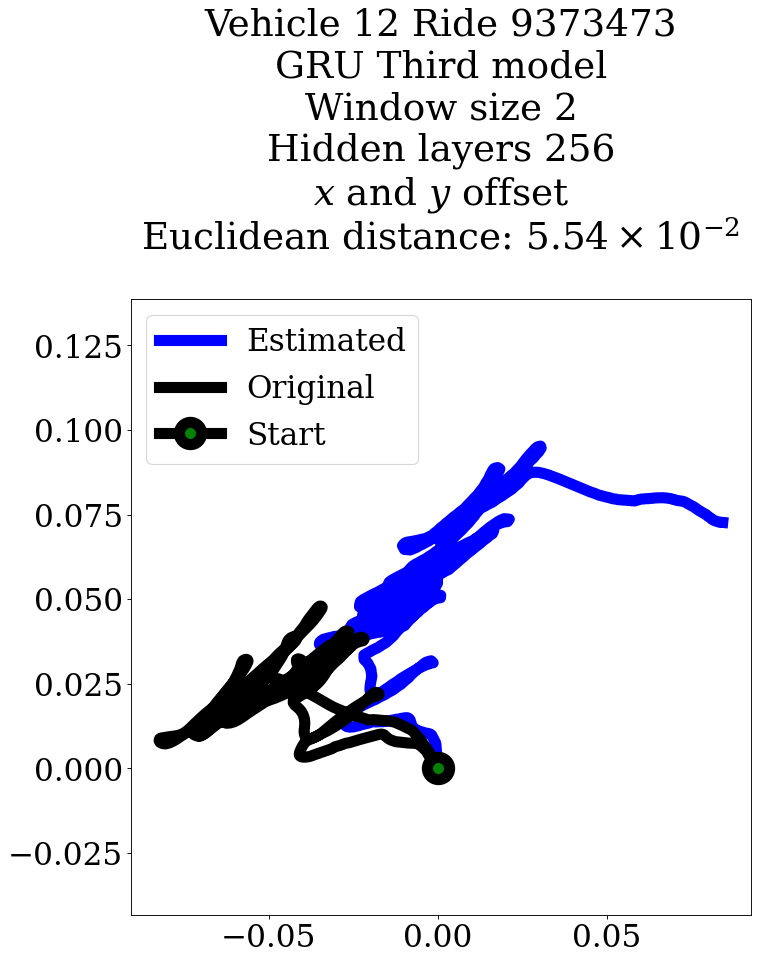 Vehicle 12 Ride 9373473
GRU Third model
Window size 2
Hidden layers 256
x and y offset
Euclidean distance: 5.54 × 10⁻²
Estimated
Original
Start
0.125
0.100
0.075
0.050
0.025
0.000
−0.025
−0.05 0.00 0.05